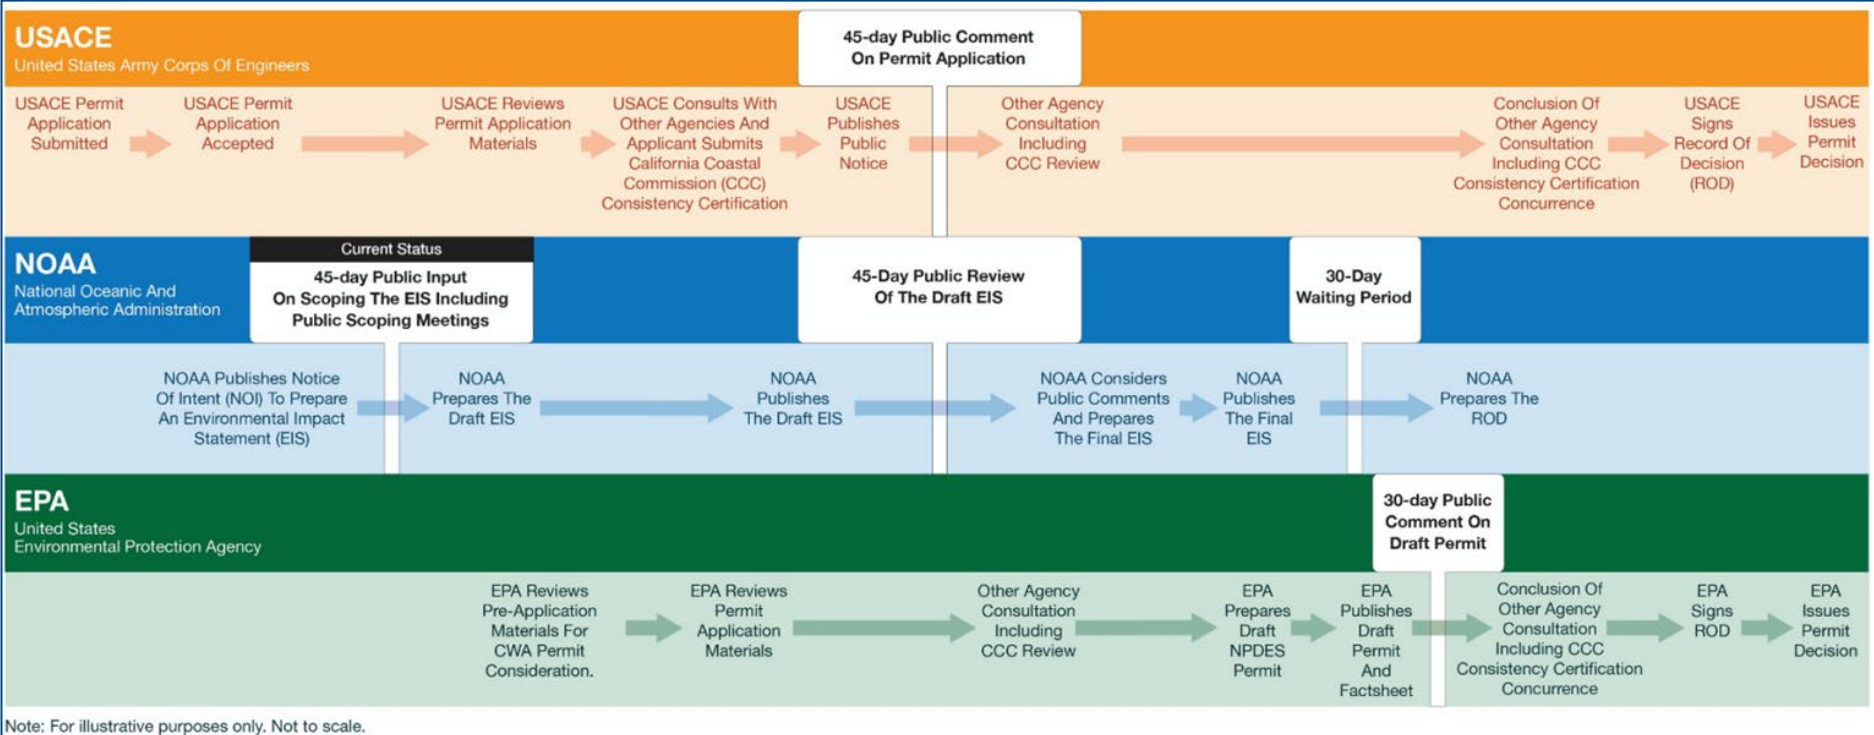 USACE
United States Army Corps Of Engineers
45-day Public Comment
On Permit Application
USACE Permit
Application
Submitted
USACE Permit
Application
Accepted
USACE Reviews
Permit Application
Materials
USACE Consults With
Other Agencies And
Applicant Submits
California Coastal
Commission (CCC)
Consistency Certification
USACE
Publishes
Public
Notice
Other Agency
Consultation
Including
CCC Review
Conclusion Of
Other Agency
Consultation
Including CCC
Consistency Certification
Concurrence
USACE
Signs
Record Of
Decision
(ROD)
USACE
Issues
Permit
Decision
NOAA
National Oceanic And
Atmospheric Administration
Current Status
45-day Public Input
On Scoping The EIS Including
Public Scoping Meetings
45-Day Public Review
Of The Draft EIS
30-Day
Waiting Period
NOAA Publishes Notice
Of Intent (NOI) To Prepare
An Environmental Impact
Statement (EIS)
NOAA
Prepares The
Draft EIS
NOAA
Publishes
The Draft EIS
NOAA Considers
Public Comments
And Prepares
The Final EIS
NOAA
Publishes
The Final
EIS
NOAA
Prepares The
ROD
EPA
United States
Environmental Protection Agency
30-day Public
Comment On
Draft Permit
EPA Reviews
Pre-Application
Materials For
CWA Permit
Consideration.
EPA Reviews
Permit
Application
Materials
Other Agency
Consultation
Including
CCC Review
EPA
Prepares
Draft
NPDES
Permit
EPA
Publishes
Draft
Permit
And
Factsheet
Conclusion Of
Other Agency
Consultation
Including CCC
Consistency Certification
Concurrence
EPA
Signs
ROD
EPA
Issues
Permit
Decision
Note: For illustrative purposes only. Not to scale.